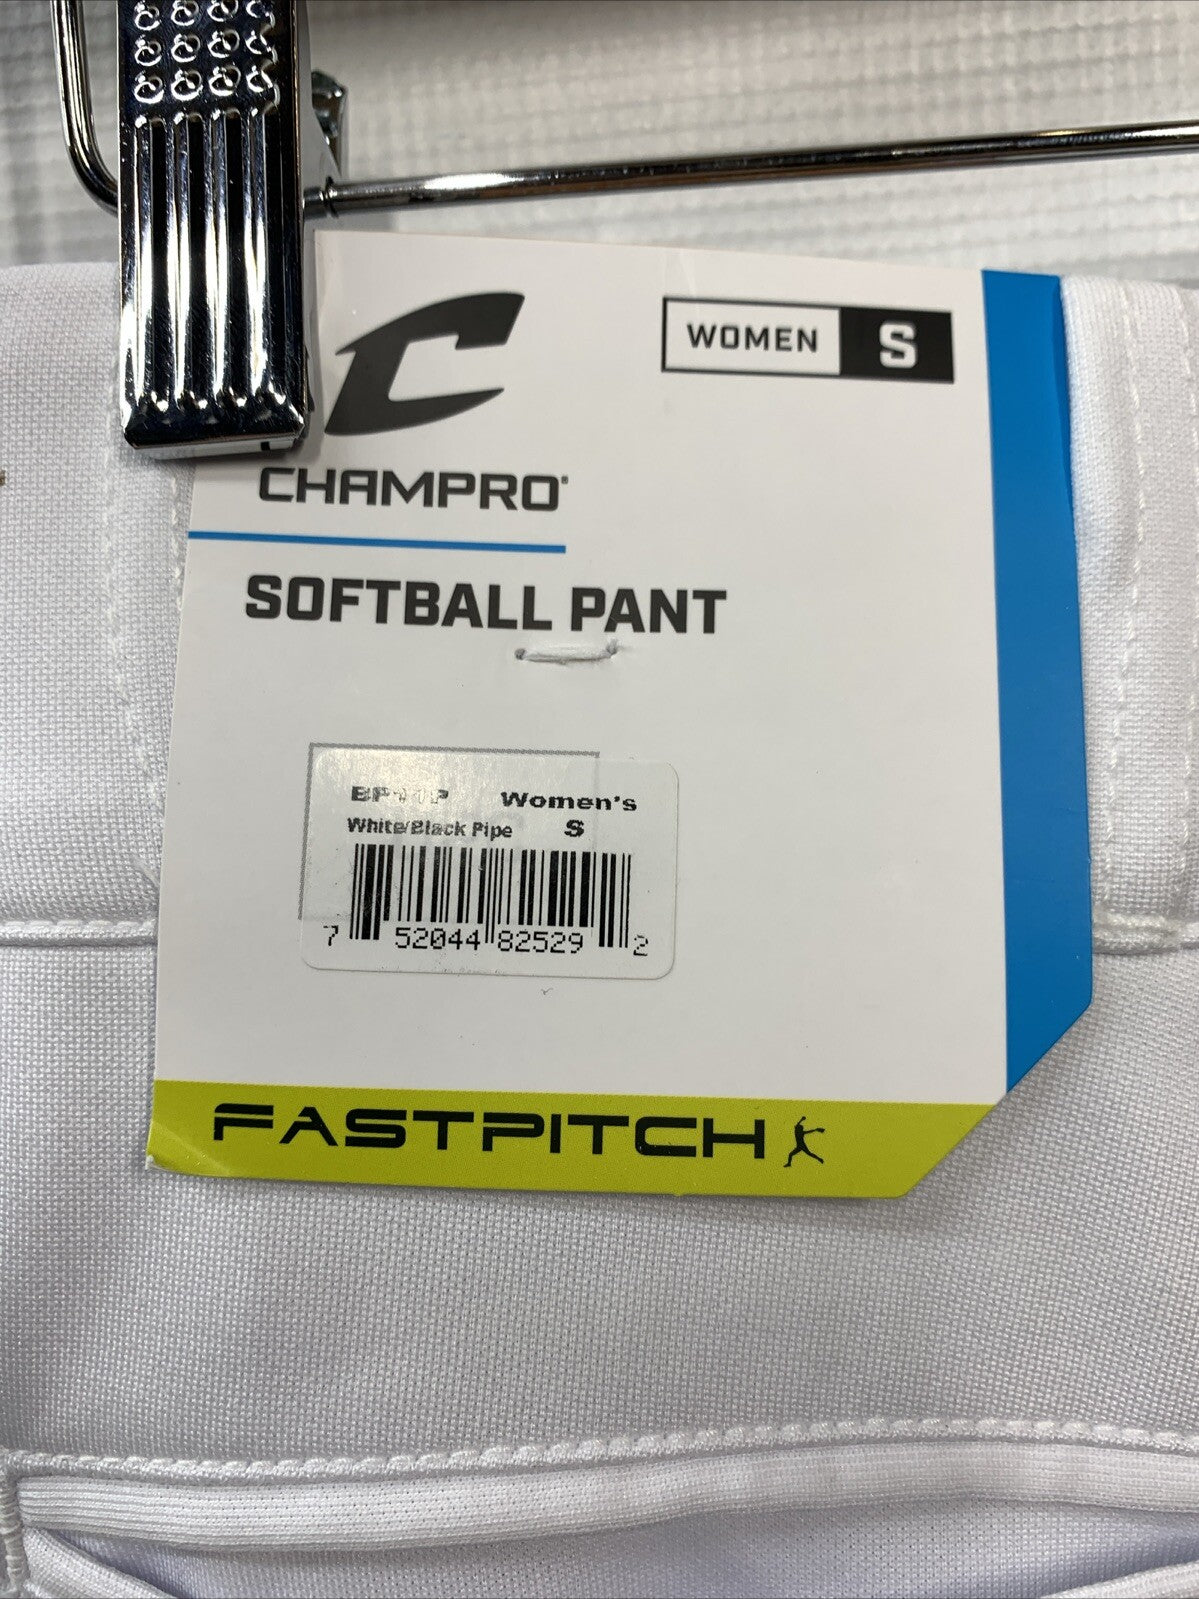 WOMEN S
CHAMPRO®
SOFTBALL PANT
Women's
White/Black Pipe S
7 52044 82529 2
FASTPITCH